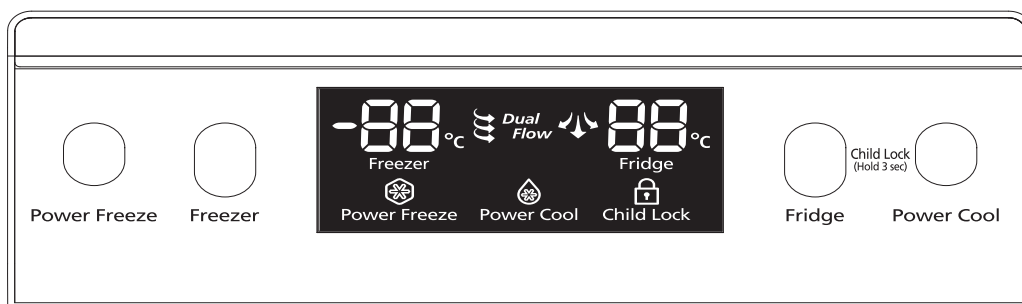 -88°C
Dual
Flow
88°C
Freezer
Fridge
Power Freeze
Power Cool
Child Lock
Power Freeze
Freezer
Child Lock
(Hold 3 sec)
Fridge
Power Cool